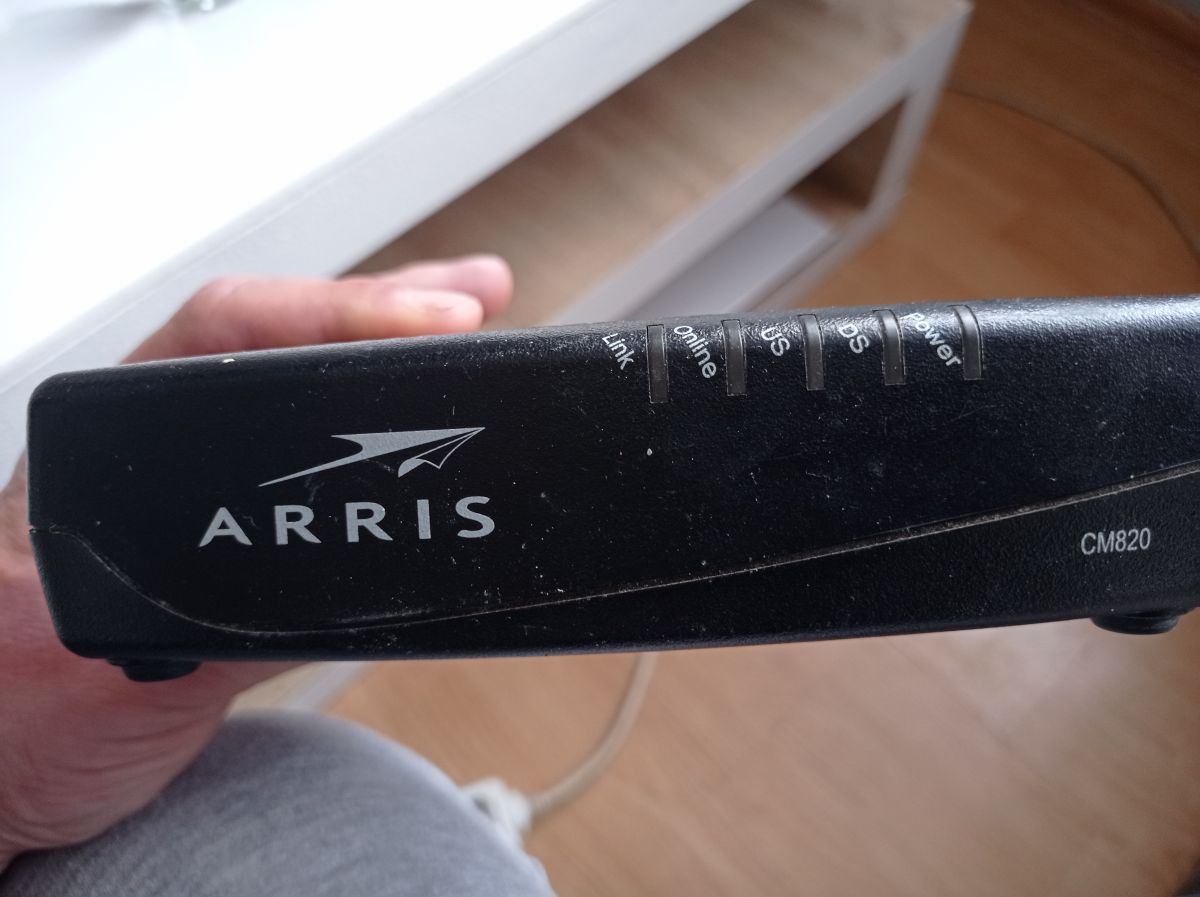 Link
Online
US
DS
Power
ARRIS
CM820